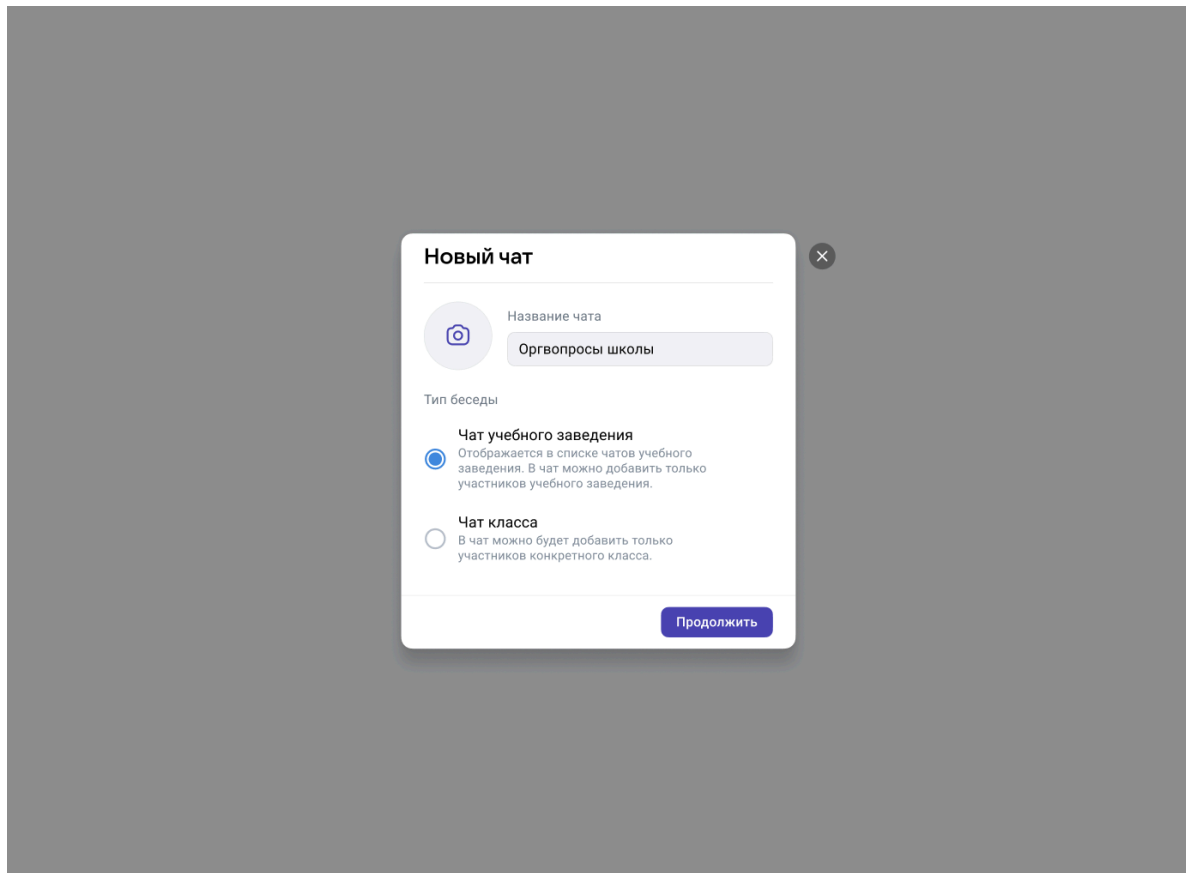 Новый чат
Название чата
Оргвопросы школы
Тип беседы
Чат учебного заведения
Отображается в списке чатов учебного
заведения. В чат можно добавить только
участников учебного заведения.
Чат класса
В чат можно будет добавить только
участников конкретного класса.
Продолжить